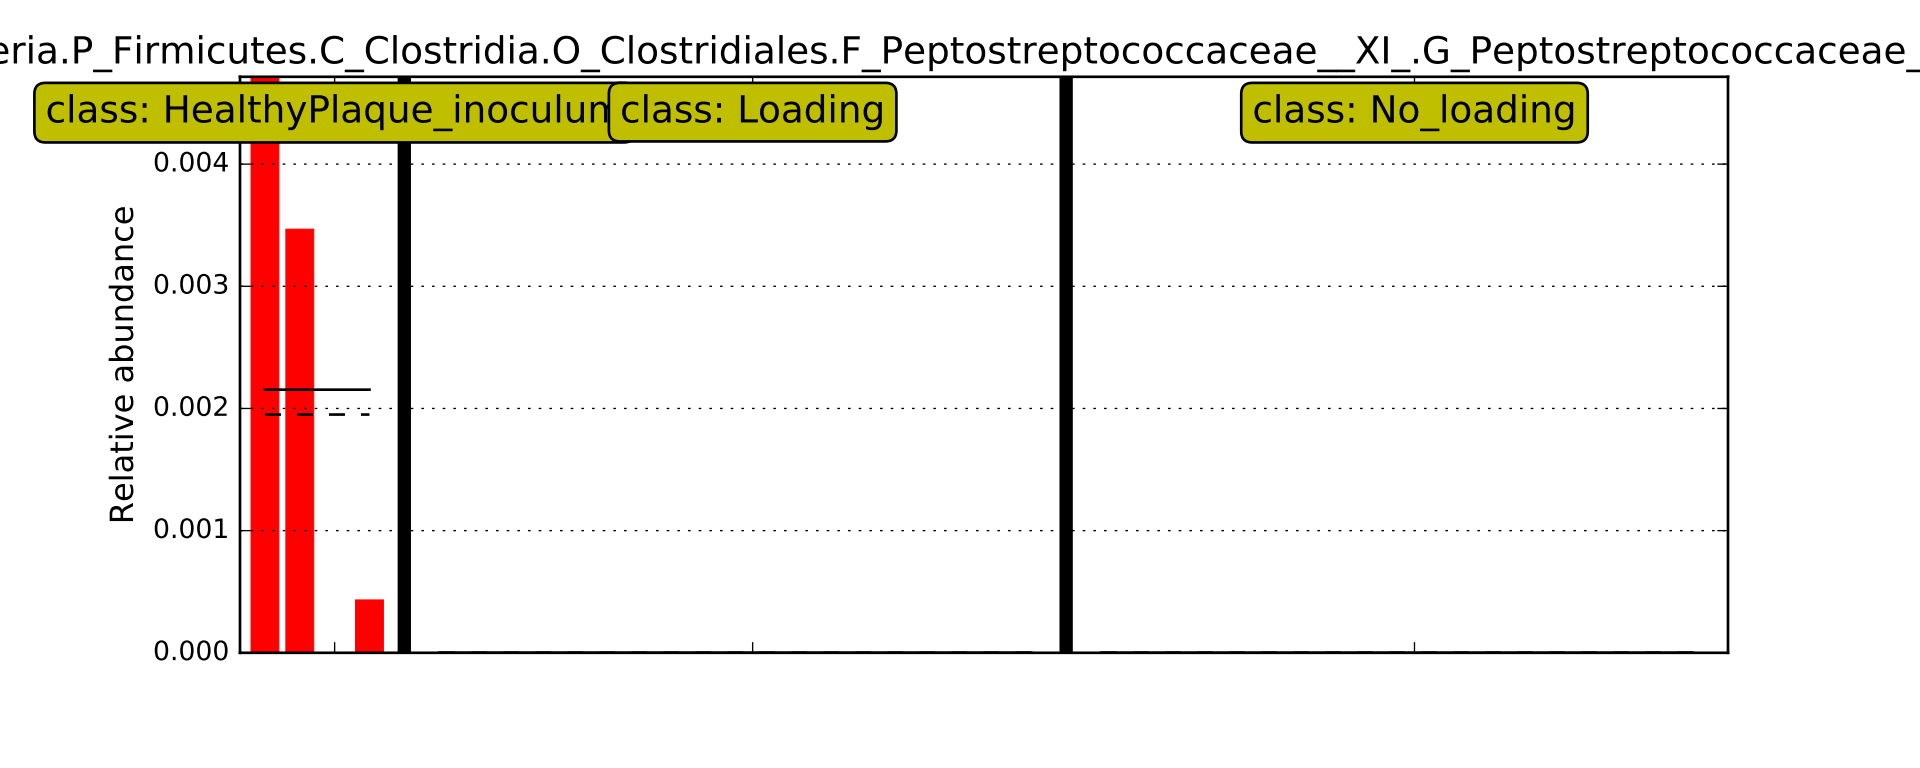 eria.P_Firmicutes.C_Clostridia.O_Clostridiales.F_Peptostreptococcaceae__XI_.G_Peptostreptococcaceae_
class: HealthyPlaque_inoculum
class: Loading
class: No_loading
0.004
0.003
0.002
0.001
0.000
Relative abundance